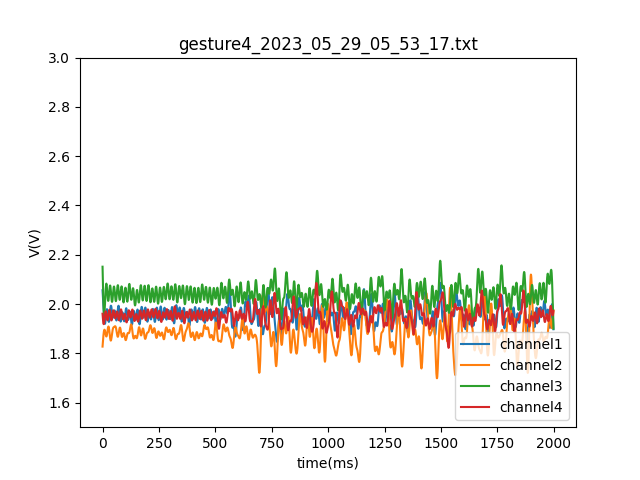 gesture4_2023_05_29_05_53_17.txt
3.0
2.8
2.6
2.4
2.2
2.0
1.8
1.6
V(V)
channel1
channel2
channel3
channel4
0 250 500 750 1000 1250 1500 1750 2000
time(ms)